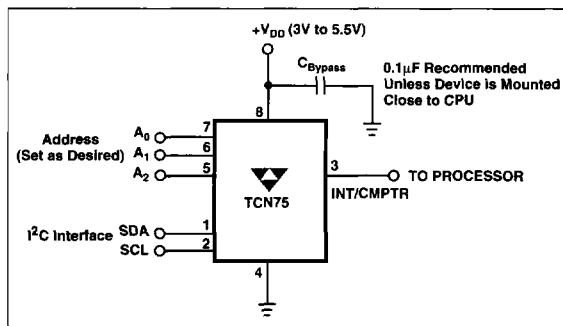 +VDD (3V to 5.5V)
CBypass
0.1µF Recommended
Unless Device is Mounted
Close to CPU
8
Address
(Set as Desired)
A0
7
A1
6
A2
5
TCN75
3
INT/CMPTR
TO PROCESSOR
I2C Interface
SDA
1
SCL
2
4